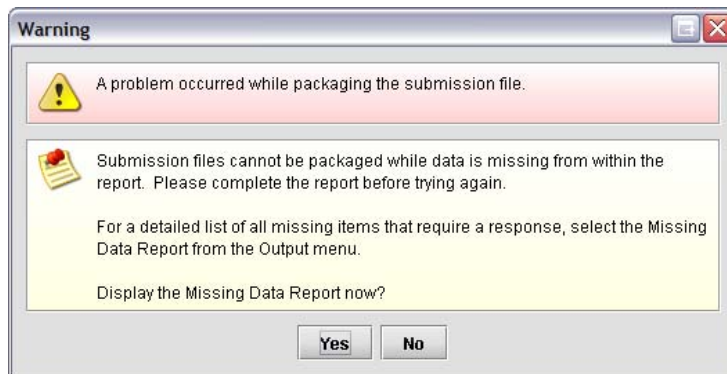 Warning
A problem occurred while packaging the submission file.
Submission files cannot be packaged while data is missing from within the
report. Please complete the report before trying again.
For a detailed list of all missing items that require a response, select the Missing
Data Report from the Output menu.
Display the Missing Data Report now?
Yes No